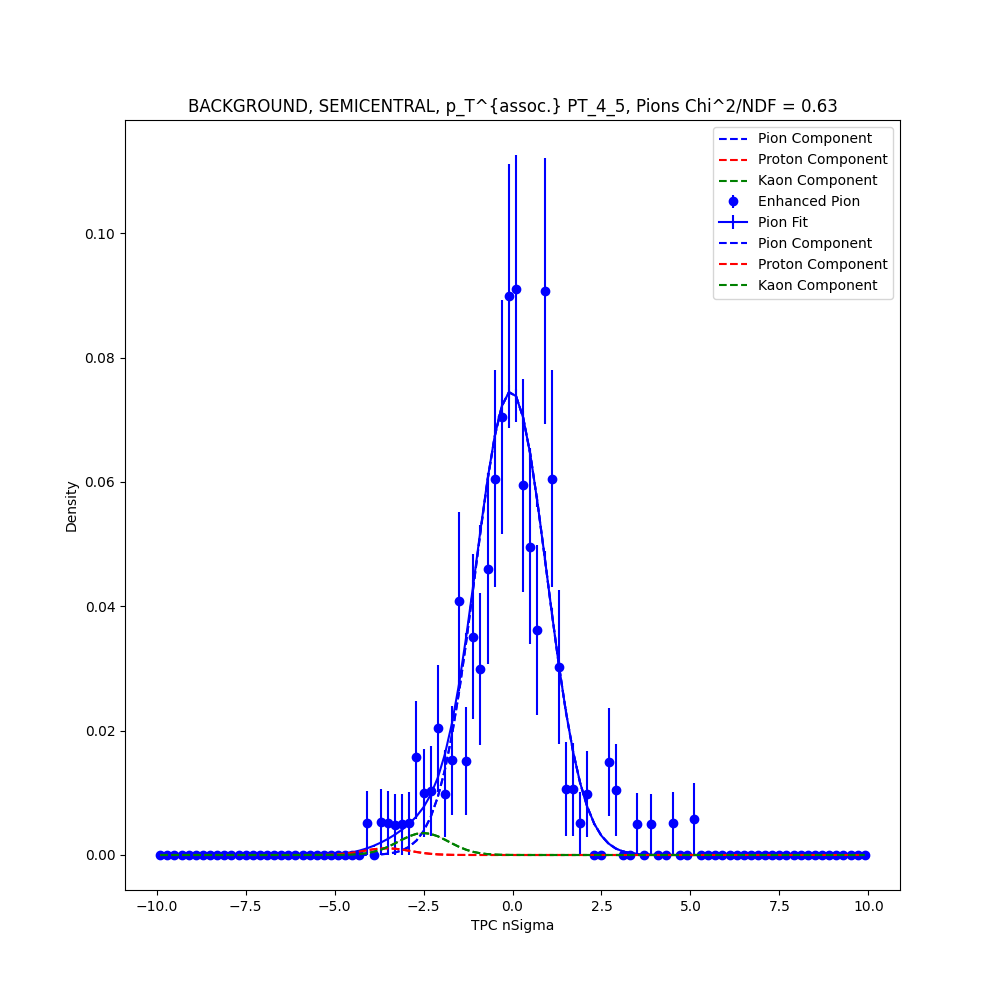 BACKGROUND, SEMICENTRAL, p_T^{assoc.} PT_4_5, Pions Chi^2/NDF = 0.63
Pion Component
Proton Component
Kaon Component
Enhanced Pion
Pion Fit
Pion Component
Proton Component
Kaon Component
0.10
0.08
0.06
0.04
0.02
0.00
Density
−10.0 −7.5 −5.0 −2.5 0.0 2.5 5.0 7.5 10.0
TPC nSigma